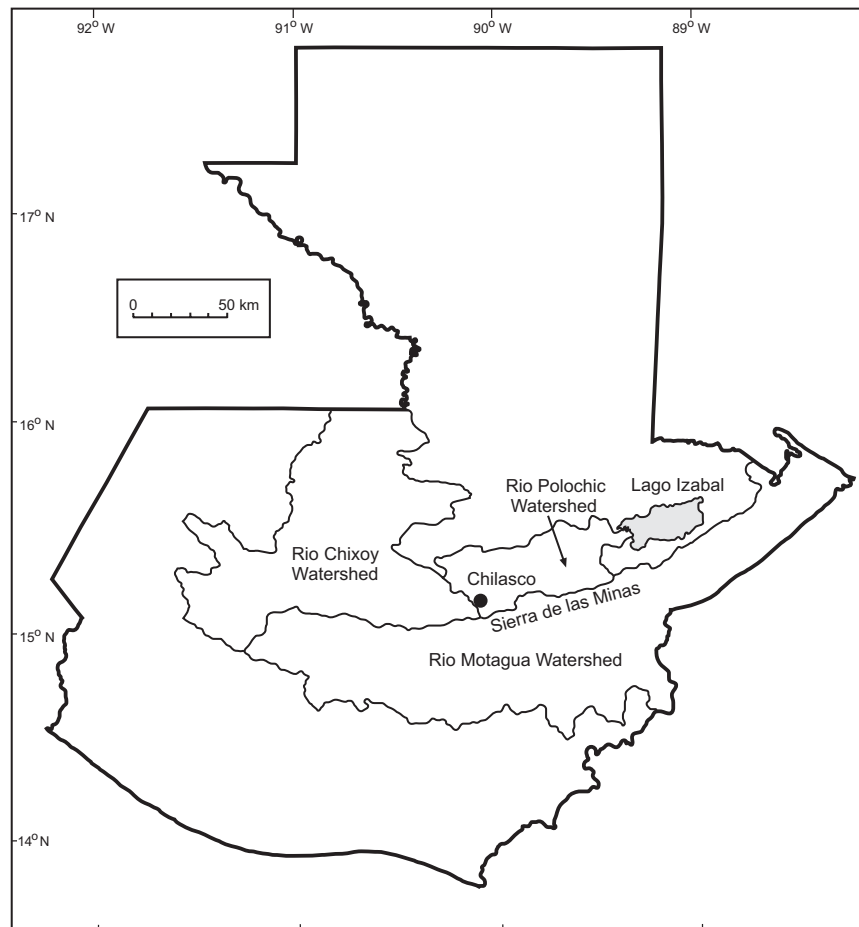 92° W
91° W
90° W
89° W
17° N
0 50 km
16° N
Lago Izabal
Rio Polochic
Watershed
Rio Chixoy
Watershed
Chilasco
Sierra de las Minas
15° N
Rio Motagua Watershed
14° N